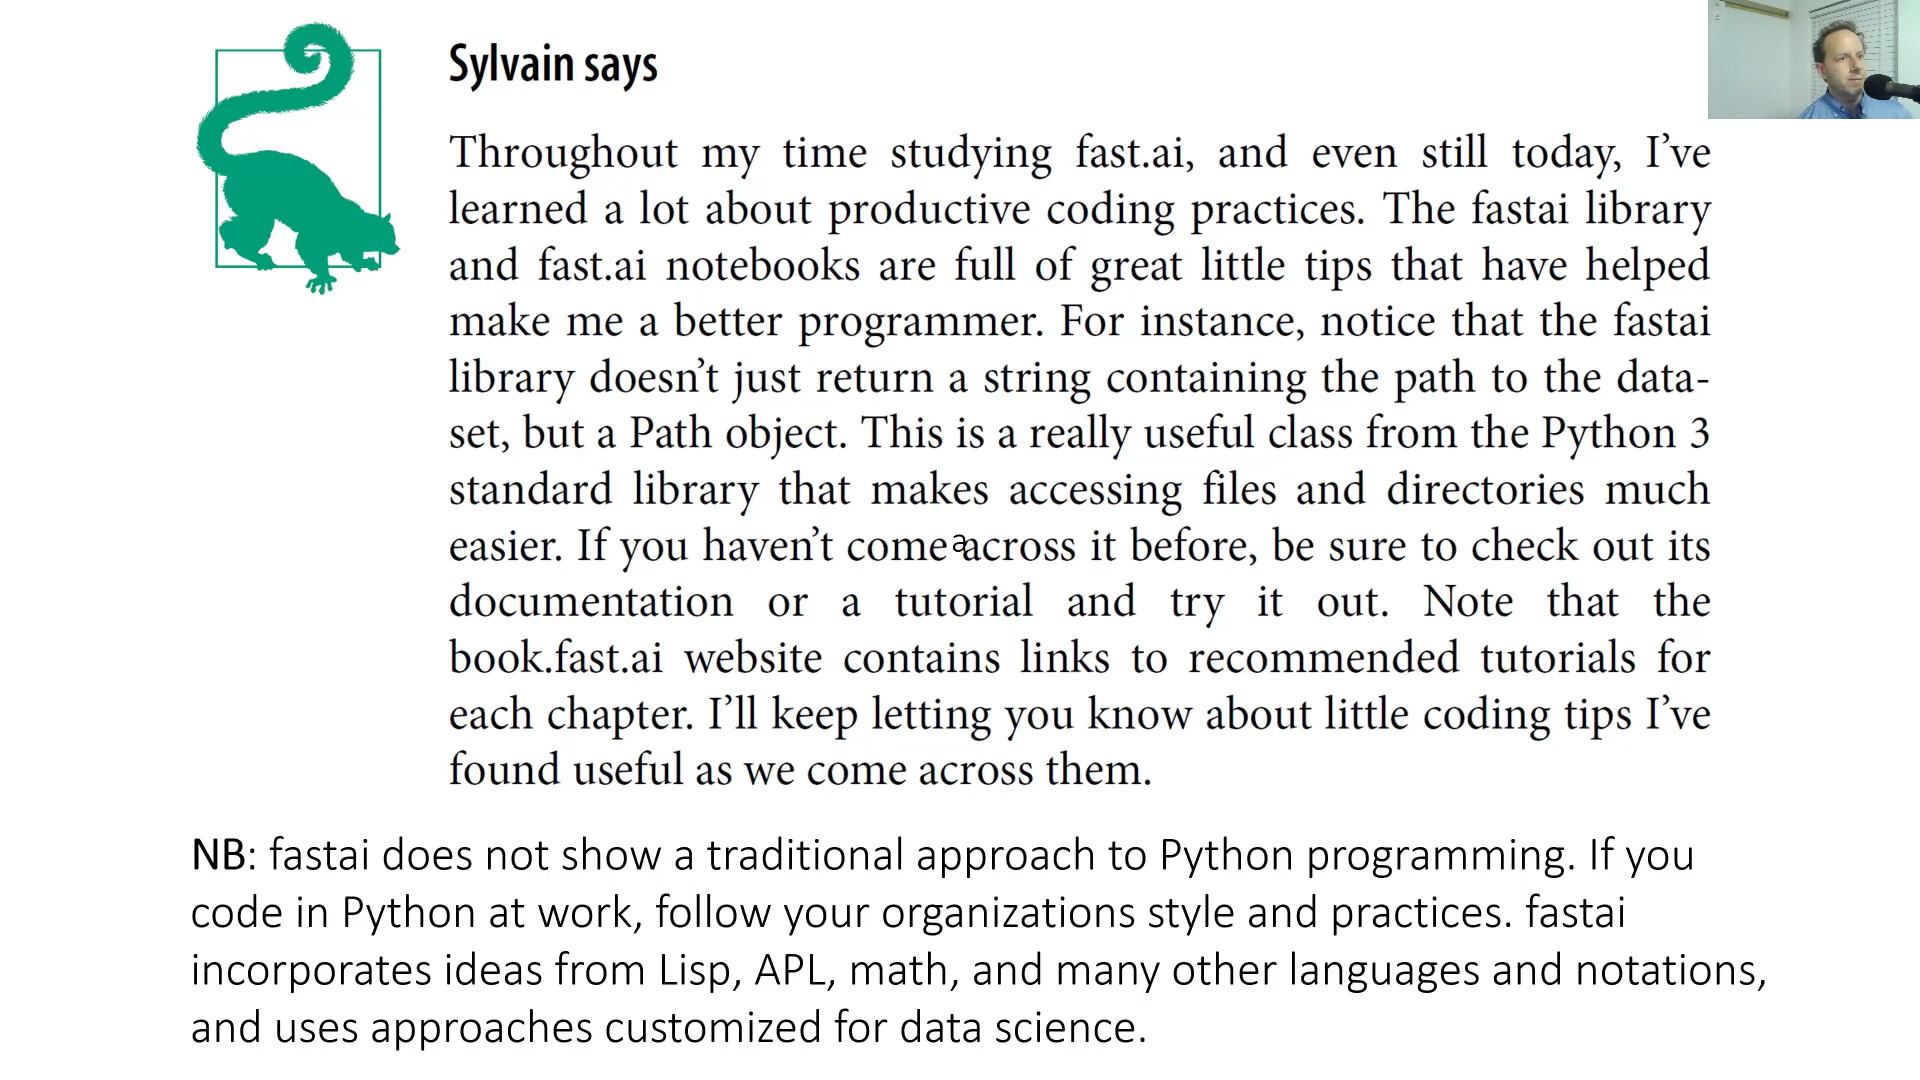 Sylvain says
Throughout my time studying fast.ai, and even still today, I’ve
learned a lot about productive coding practices. The fastai library
and fast.ai notebooks are full of great little tips that have helped
make me a better programmer. For instance, notice that the fastai
library doesn’t just return a string containing the path to the data-
set, but a Path object. This is a really useful class from the Python 3
standard library that makes accessing files and directories much
easier. If you haven’t come across it before, be sure to check out its
documentation or a tutorial and try it out. Note that the
book.fast.ai website contains links to recommended tutorials for
each chapter. I’ll keep letting you know about little coding tips I’ve
found useful as we come across them.
NB: fastai does not show a traditional approach to Python programming. If you
code in Python at work, follow your organizations style and practices. fastai
incorporates ideas from Lisp, APL, math, and many other languages and notations,
and uses approaches customized for data science.